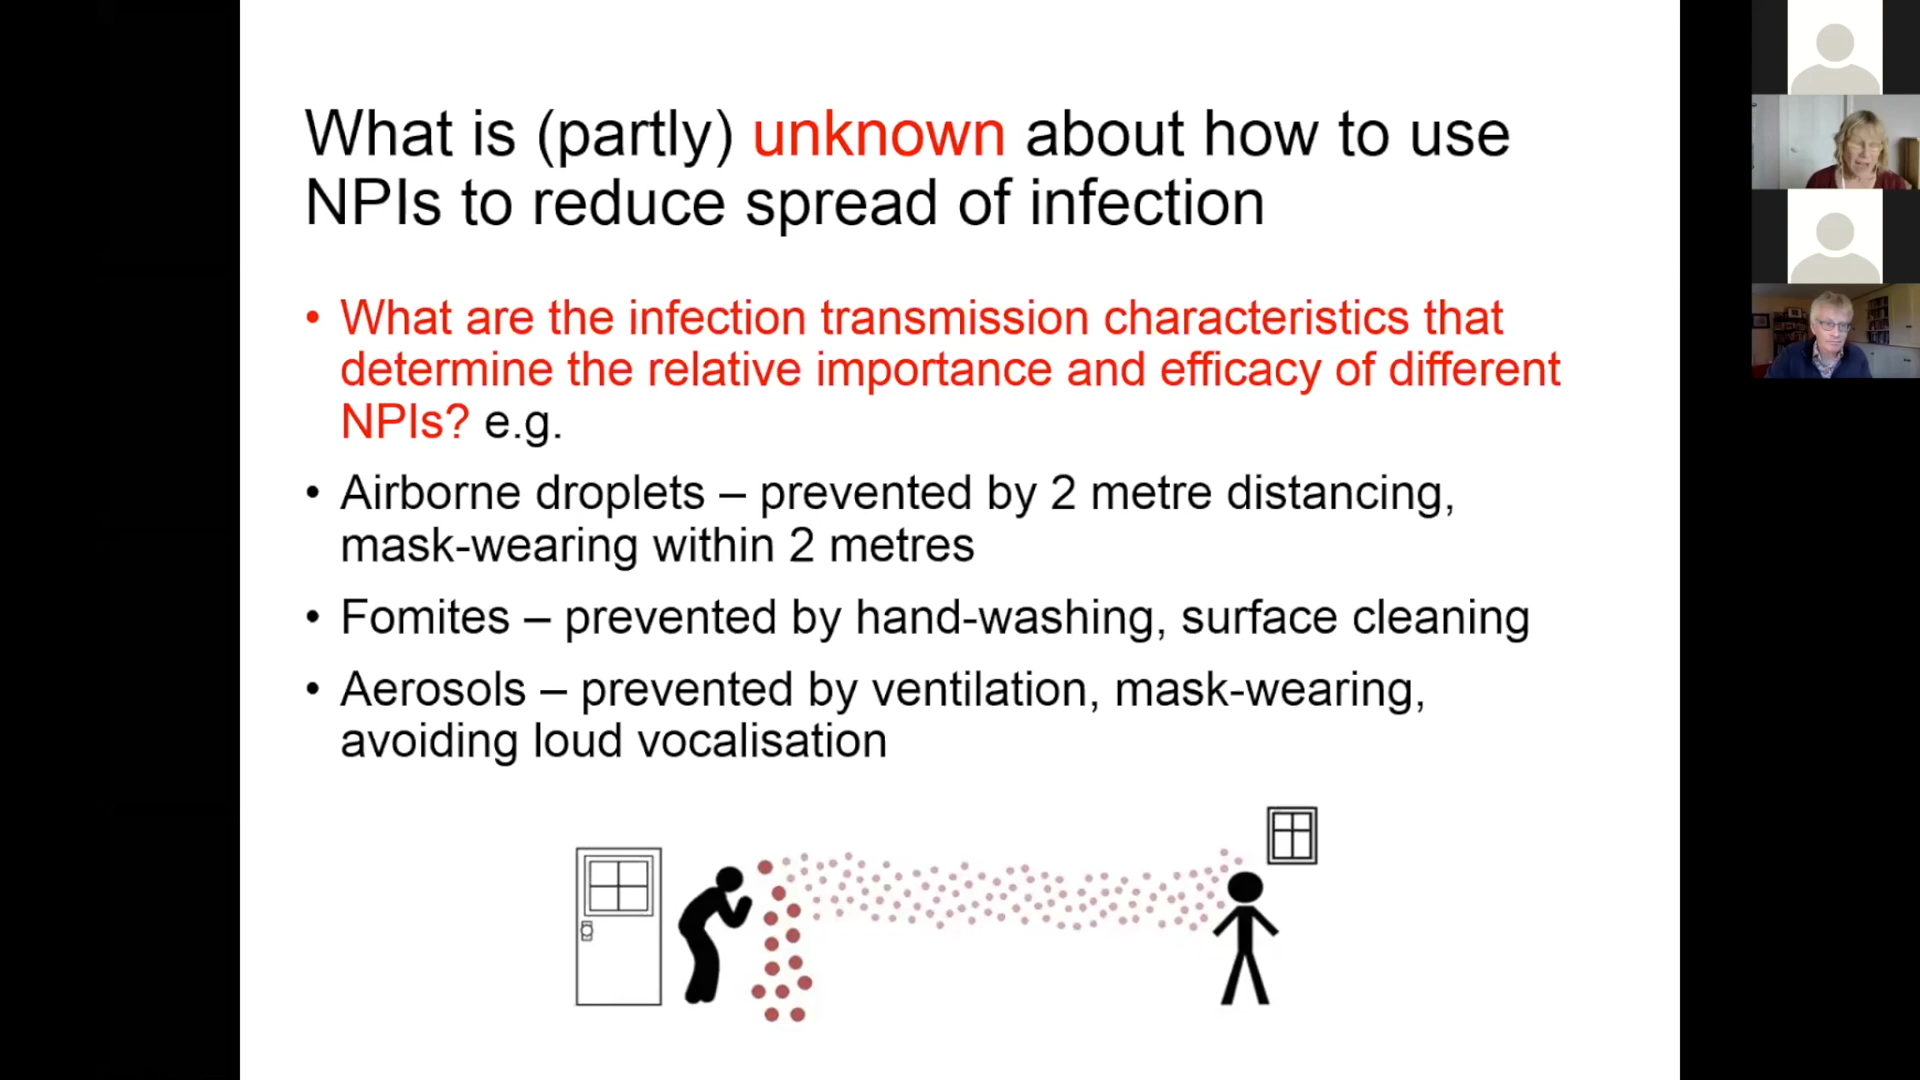 What is (partly) unknown about how to use
NPIs to reduce spread of infection
• What are the infection transmission characteristics that
determine the relative importance and efficacy of different
NPIs? e.g.
• Airborne droplets – prevented by 2 metre distancing,
mask-wearing within 2 metres
• Fomites – prevented by hand-washing, surface cleaning
• Aerosols – prevented by ventilation, mask-wearing,
avoiding loud vocalisation